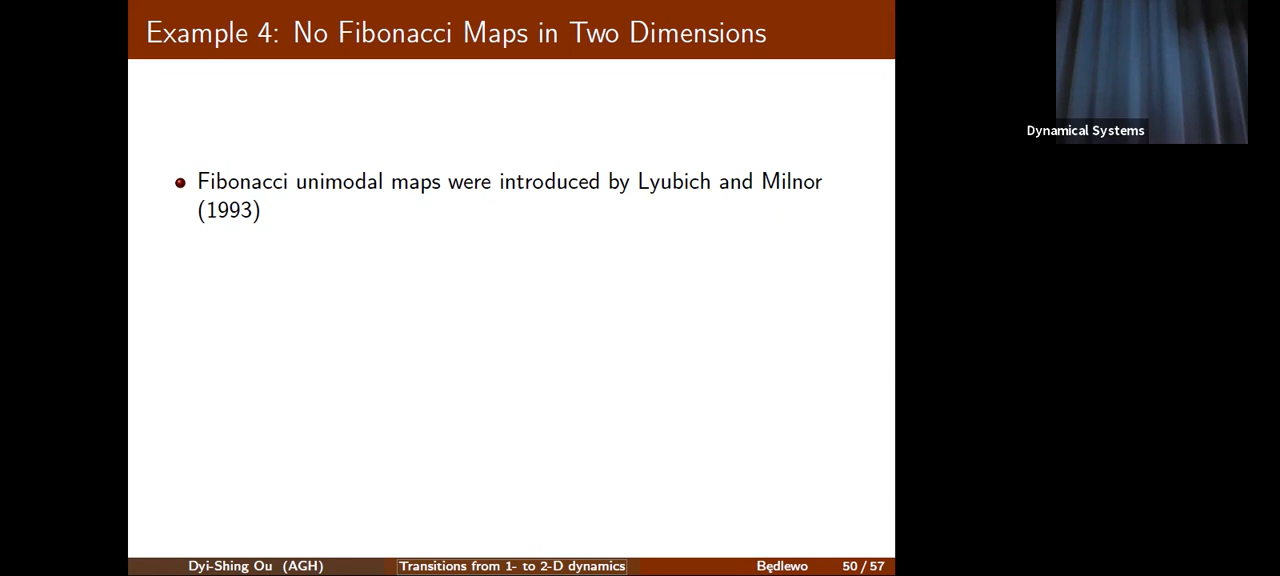 Example 4: No Fibonacci Maps in Two Dimensions
Dynamical Systems
Fibonacci unimodal maps were introduced by Lyubich and Milnor
(1993)
Dyi-Shing Ou (AGH) Transitions from 1- to 2-D dynamics Będlewo 50 / 57